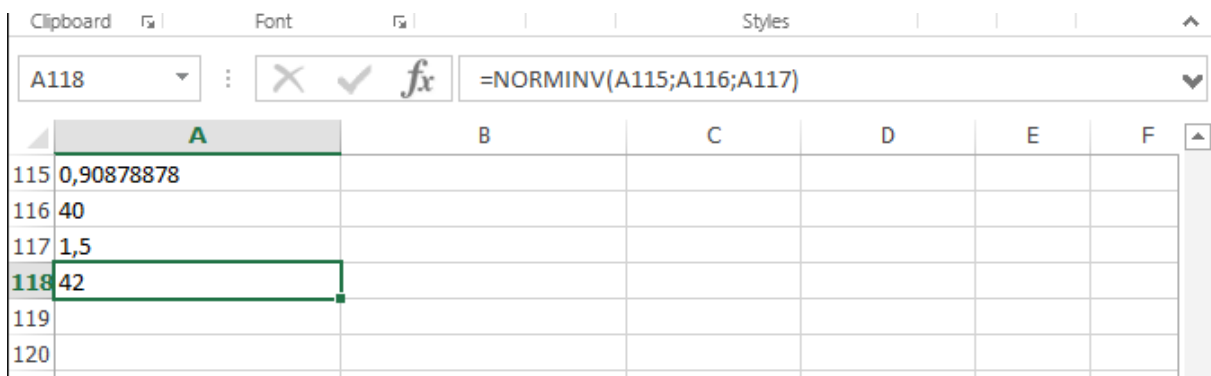 Clipboard Font Styles
A118 fx =NORMINV(A115;A116;A117)
A B C D E F
115 0,90878878
116 40
117 1,5
118 42
119
120